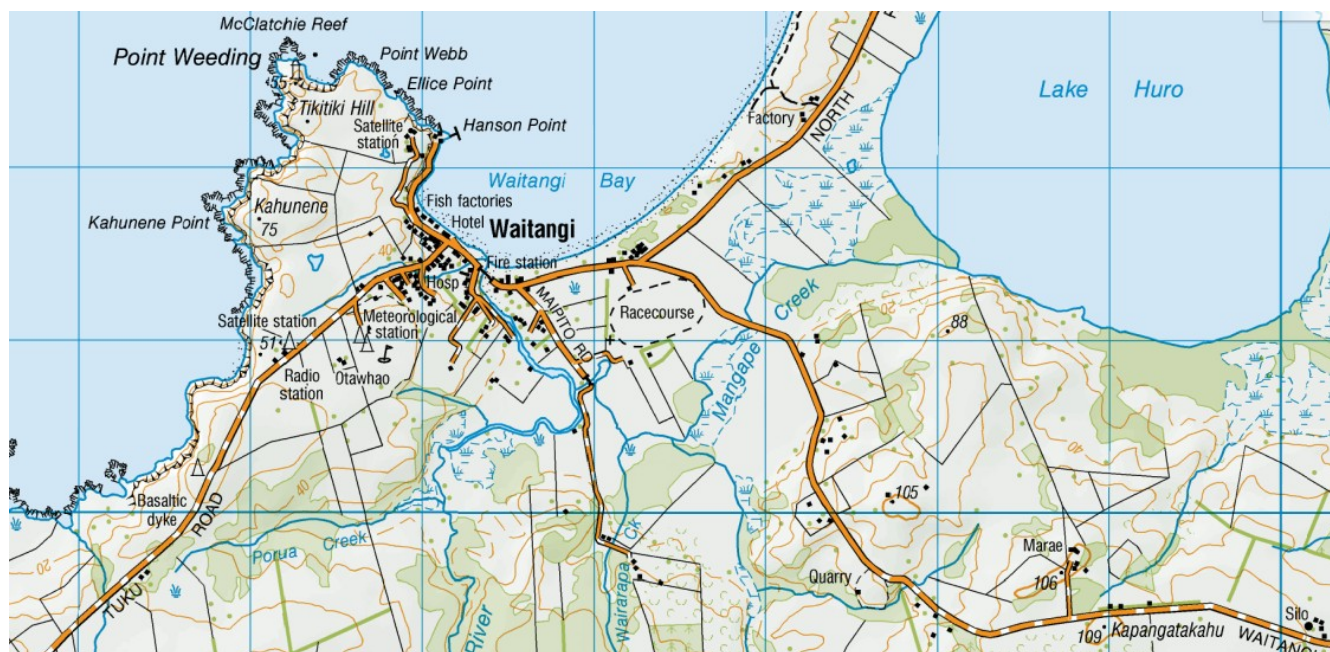 McClatchie Reef
Point Weeding
Point Webb
Ellice Point
55
Tikitiki Hill
Satellite
station
Hanson Point
Factory
NORTH
Lake Huro
Waitangi Bay
Kahunene
75
Kahunene Point
Fish factories
Hotel
Waitangi
40
Fire station
Hosp
MAIPITO RD
Racecourse
Creek
Mangape
20
88
40
Satellite station
51
Meteorological
station
Radio
station
Otawhao
Basaltic
dyke
40
ROAD
TUKU
20
Porua Creek
River
Ck
Wairarapa
105
Quarry
Marae
106
109
Kapangatakahu
Silo